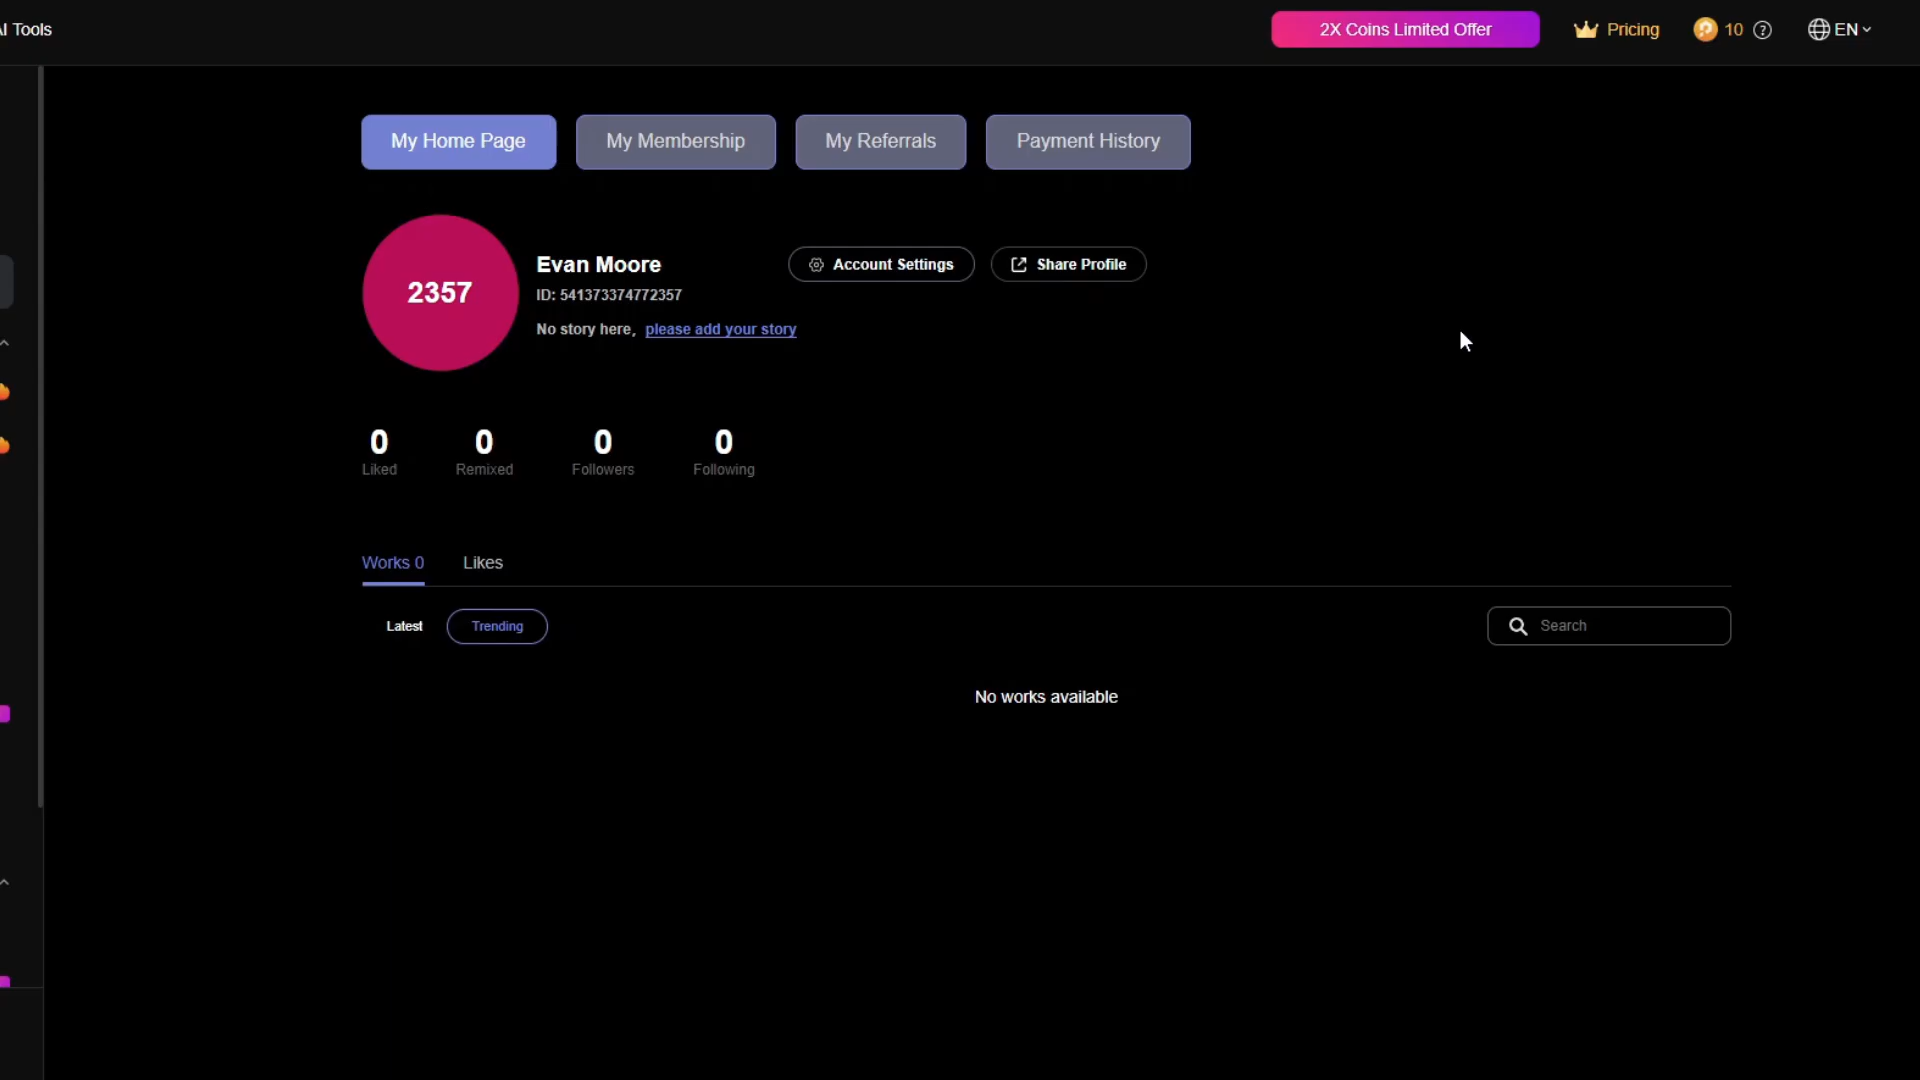 AI Tools
2X Coins Limited Offer
Pricing
10
EN
My Home Page
My Membership
My Referrals
Payment History
2357
Evan Moore
Account Settings
Share Profile
ID: 541373374772357
No story here, please add your story
0
0
0
0
Liked
Remixed
Followers
Following
Works 0
Likes
Latest
Trending
Search
No works available